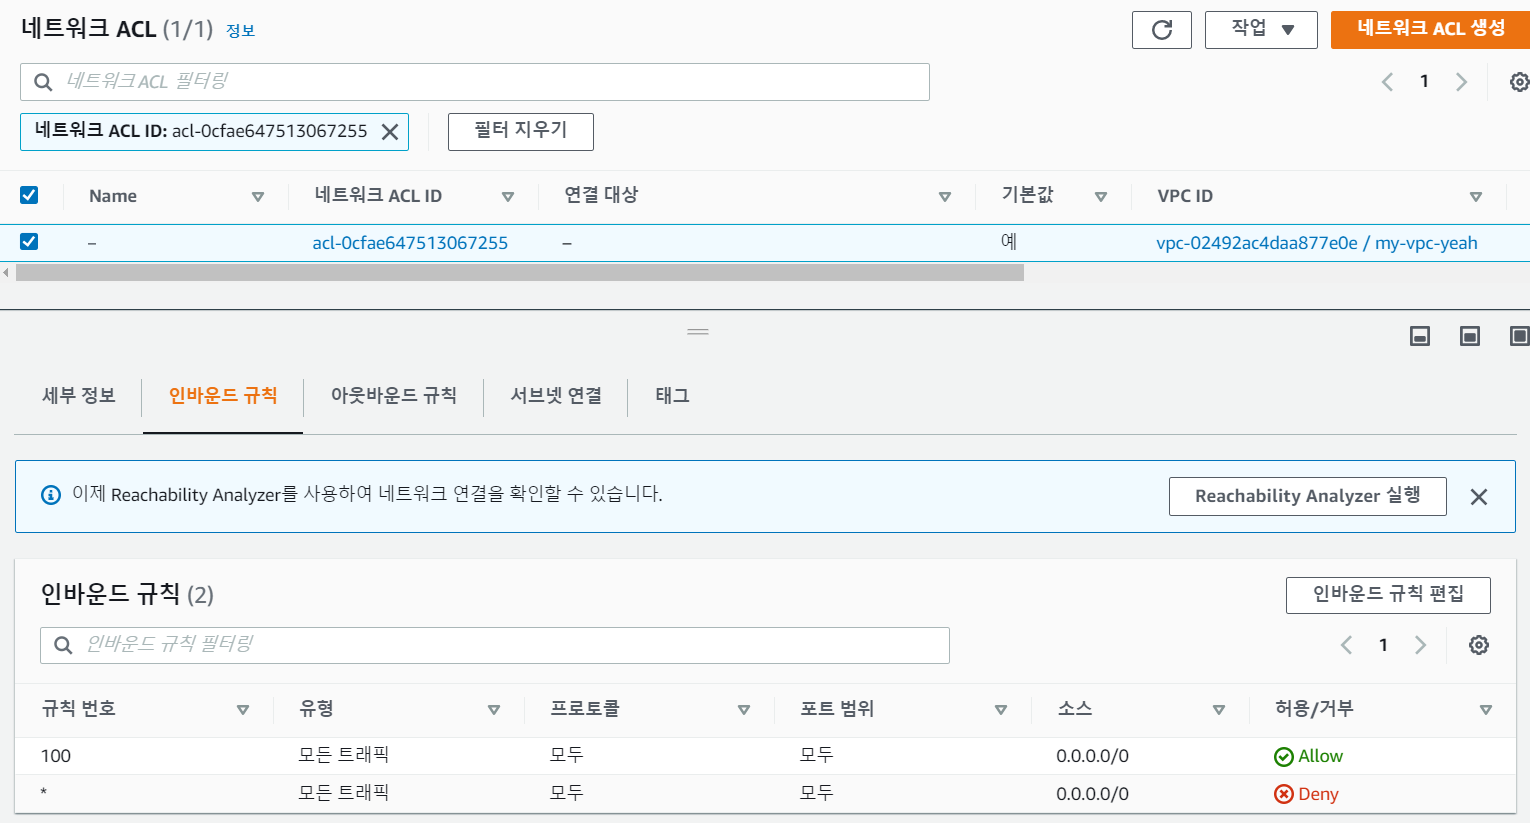 네트워크 ACL (1/1) 정보
작업
네트워크 ACL 생성
네트워크 ACL 필터링
1
네트워크 ACL ID: acl-0cfae647513067255
필터 지우기
Name 네트워크 ACL ID 연결 대상 기본값 VPC ID
– acl-0cfae647513067255 – 예 vpc-02492ac4daa877e0e / my-vpc-yeah
세부 정보 인바운드 규칙 아웃바운드 규칙 서브넷 연결 태그
이제 Reachability Analyzer를 사용하여 네트워크 연결을 확인할 수 있습니다.
Reachability Analyzer 실행
인바운드 규칙 (2)
인바운드 규칙 편집
인바운드 규칙 필터링
1
규칙 번호 유형 프로토콜 포트 범위 소스 허용/거부
100 모든 트래픽 모두 모두 0.0.0.0/0 Allow
* 모든 트래픽 모두 모두 0.0.0.0/0 Deny